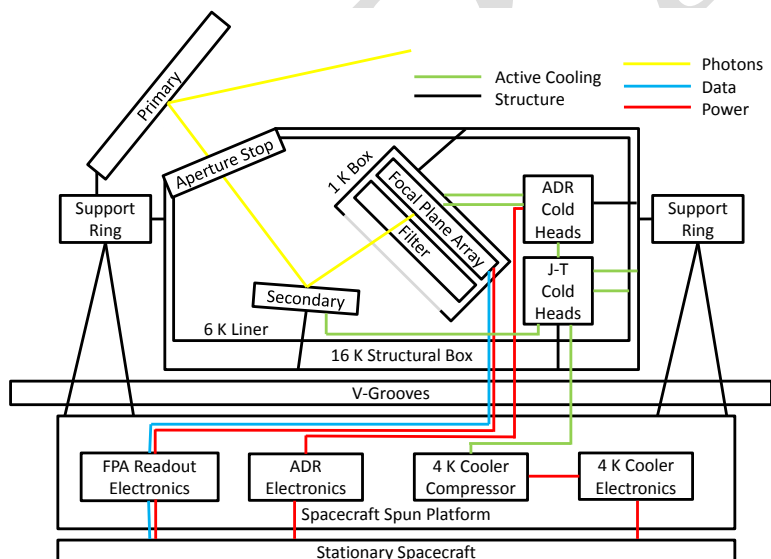 Primary
Active Cooling
Structure
Photons
Data
Power
Aperture Stop
1 K Box
Focal Plane Array
Filter
ADR
Cold
Heads
Support
Ring
Support
Ring
J-T
Cold
Heads
Secondary
6 K Liner
16 K Structural Box
V-Grooves
FPA Readout
Electronics
ADR
Electronics
4 K Cooler
Compressor
4 K Cooler
Electronics
Spacecraft Spun Platform
Stationary Spacecraft